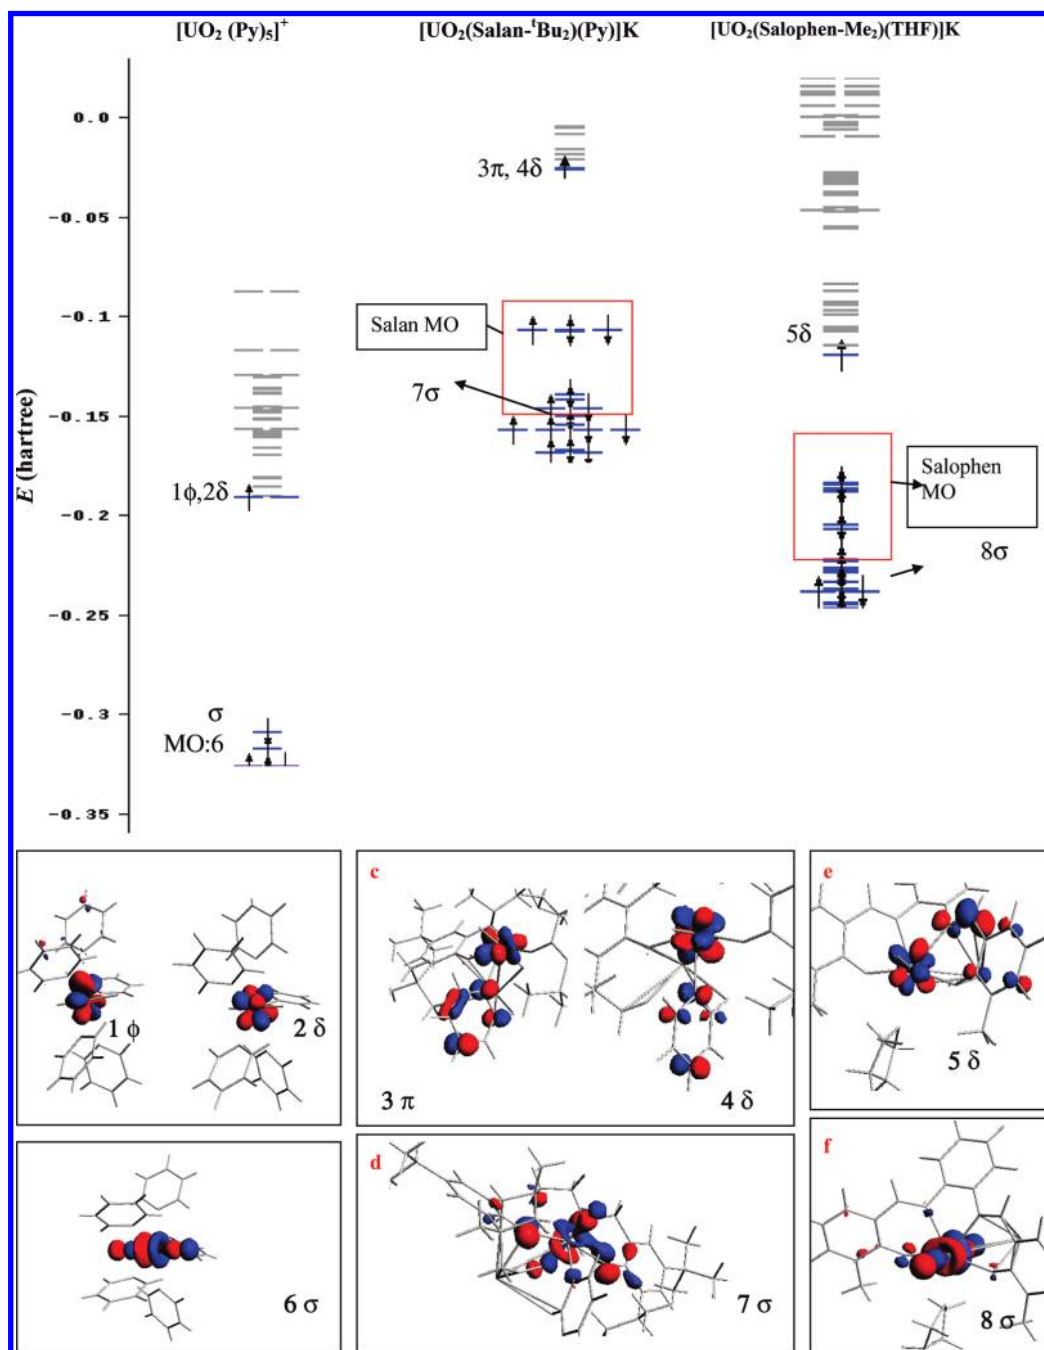 [UO₂ (Py)₅]⁺ [UO₂(Salan-ᵗBu₂)(Py)]K [UO₂(Salophen-Me₂)(THF)]K
E (hartree)
0.0
-0.05
-0.1
-0.15
-0.2
-0.25
-0.3
-0.35
1ϕ,2δ
σ
MO:6
3π, 4δ
Salan MO
7σ
5δ
Salophen
MO
8σ
1 ϕ
2 δ
c
3 π
4 δ
e
5 δ
6 σ
d
7 σ
f
8 σ